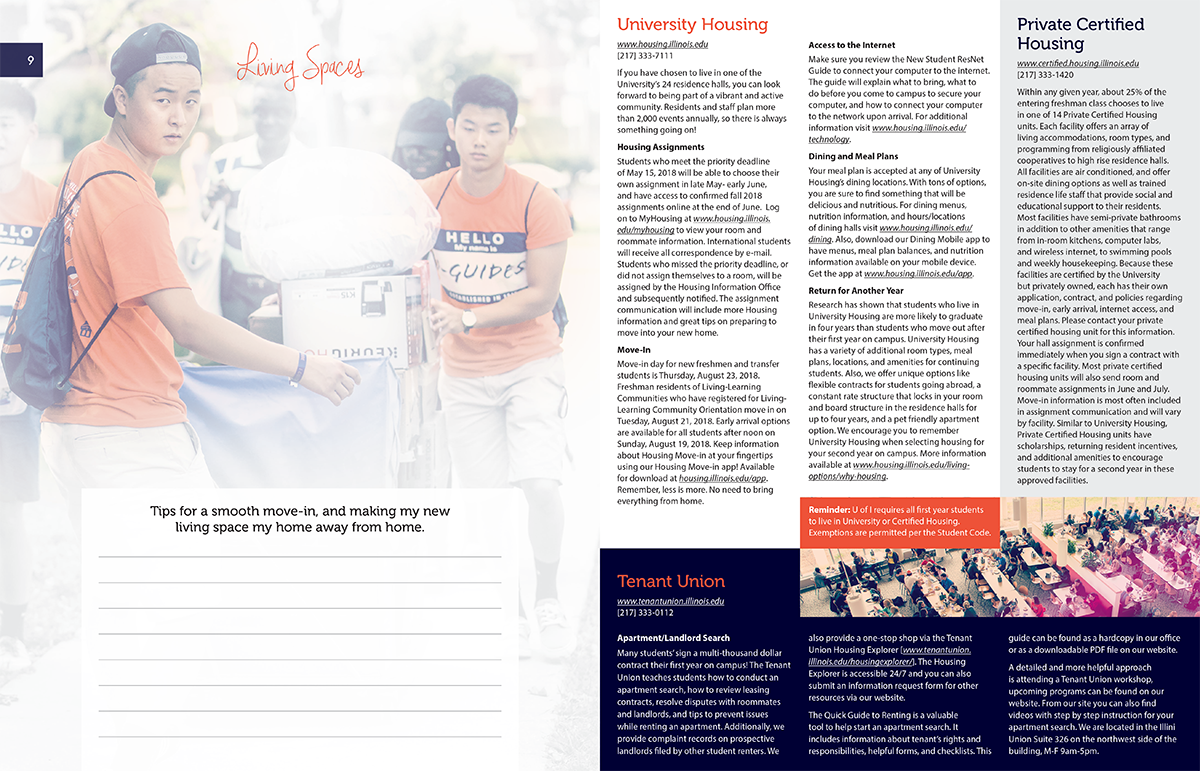 9
Living Spaces
HELLO
My name is
GUIDES
ESTABLISHED IN
KEURIG
K15
Tips for a smooth move-in, and making my new
living space my home away from home.
University Housing
www.housing.illinois.edu
[217] 333-7111
If you have chosen to live in one of the
University's 24 residence halls, you can look
forward to being part of a vibrant and active
community. Residents and staff plan more
than 2,000 events annually, so there is always
something going on!
Housing Assignments
Students who meet the priority deadline
of May 15, 2018 will be able to choose their
own assignment in late May- early June,
and have access to confirmed fall 2018
assignments online at the end of June. Log
on to MyHousing at www.housing.illinois.
edu/myhousing to view your room and
roommate information. International students
will receive all correspondence by e-mail.
Students who missed the priority deadline, or
did not assign themselves to a room, will be
assigned by the Housing Information Office
and subsequently notified. The assignment
communication will include more Housing
information and great tips on preparing to
move into your new home.
Move-In
Move-in day for new freshmen and transfer
students is Thursday, August 23, 2018.
Freshman residents of Living-Learning
Communities who have registered for Living-
Learning Community Orientation move in on
Tuesday, August 21, 2018. Early arrival options
are available for all students after noon on
Sunday, August 19, 2018. Keep information
about Housing Move-in at your fingertips
using our Housing Move-in app! Available
for download at housing.illinois.edu/app.
Remember, less is more. No need to bring
everything from home.
Access to the Internet
Make sure you review the New Student ResNet
Guide to connect your computer to the internet.
The guide will explain what to bring, what to
do before you come to campus to secure your
computer, and how to connect your computer
to the network upon arrival. For additional
information visit www.housing.illinois.edu/
technology.
Dining and Meal Plans
Your meal plan is accepted at any of University
Housing's dining locations. With tons of options,
you are sure to find something that will be
delicious and nutritious. For dining menus,
nutrition information, and hours/locations
of dining halls visit www.housing.illinois.edu/
dining. Also, download our Dining Mobile app to
have menus, meal plan balances, and nutrition
information available on your mobile device.
Get the app at www.housing.illinois.edu/app.
Return for Another Year
Research has shown that students who live in
University Housing are more likely to graduate
in four years than students who move out after
their first year on campus. University Housing
has a variety of additional room types, meal
plans, locations, and amenities for continuing
students. Also, we offer unique options like
flexible contracts for students going abroad, a
constant rate structure that locks in your room
and board structure in the residence halls for
up to four years, and a pet friendly apartment
option. We encourage you to remember
University Housing when selecting housing for
your second year on campus. More information
available at www.housing.illinois.edu/living-
options/why-housing.
Reminder: U of I requires all first year students
to live in University or Certified Housing.
Exemptions are permitted per the Student Code.
Private Certified
Housing
www.certified.housing.illinois.edu
[217] 333-1420
Within any given year, about 25% of the
entering freshman class chooses to live
in one of 14 Private Certified Housing
units. Each facility offers an array of
living accommodations, room types, and
programming from religiously affiliated
cooperatives to high rise residence halls.
All facilities are air conditioned, and offer
on-site dining options as well as trained
residence life staff that provide social and
educational support to their residents.
Most facilities have semi-private bathrooms
in addition to other amenities that range
from in-room kitchens, computer labs,
and wireless internet, to swimming pools
and weekly housekeeping. Because these
facilities are certified by the University
but privately owned, each has their own
application, contract, and policies regarding
move-in, early arrival, internet access, and
meal plans. Please contact your private
certified housing unit for this information.
Your hall assignment is confirmed
immediately when you sign a contract with
a specific facility. Most private certified
housing units will also send room and
roommate assignments in June and July.
Move-in information is most often included
in assignment communication and will vary
by facility. Similar to University Housing,
Private Certified Housing units have
scholarships, returning resident incentives,
and additional amenities to encourage
students to stay for a second year in these
approved facilities.
Tenant Union
www.tenantunion.illinois.edu
[217] 333-0112
Apartment/Landlord Search
Many students' sign a multi-thousand dollar
contract their first year on campus! The Tenant
Union teaches students how to conduct an
apartment search, how to review leasing
contracts, resolve disputes with roommates
and landlords, and tips to prevent issues
while renting an apartment. Additionally, we
provide complaint records on prospective
landlords filed by other student renters. We
also provide a one-stop shop via the Tenant
Union Housing Explorer [www.tenantunion.
illinois.edu/housingexplorer/]. The Housing
Explorer is accessible 24/7 and you can also
submit an information request form for other
resources via our website.
The Quick Guide to Renting is a valuable
tool to help start an apartment search. It
includes information about tenant's rights and
responsibilities, helpful forms, and checklists. This
guide can be found as a hardcopy in our office
or as a downloadable PDF file on our website.
A detailed and more helpful approach
is attending a Tenant Union workshop,
upcoming programs can be found on our
website. From our site you can also find
videos with step by step instruction for your
apartment search. We are located in the Illini
Union Suite 326 on the northwest side of the
building, M-F 9am-5pm.